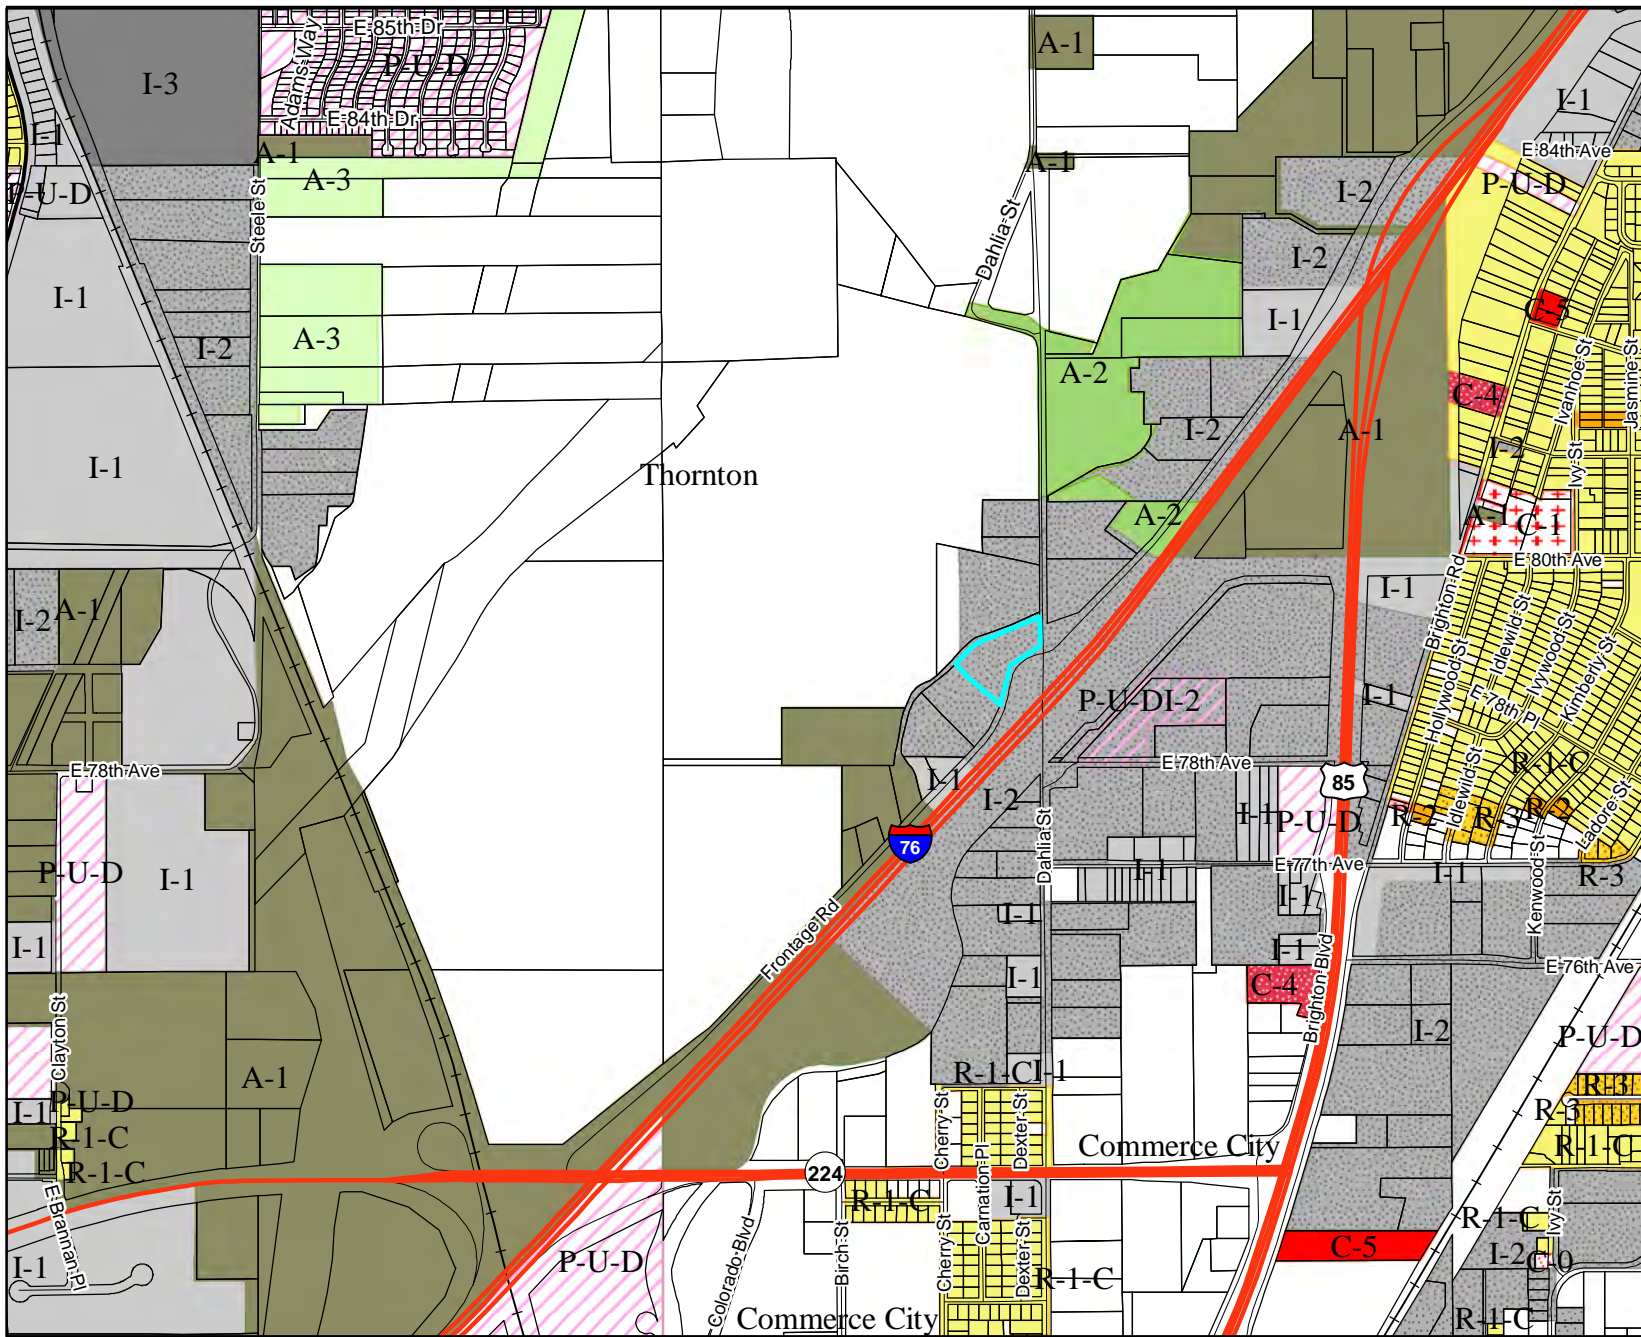 E 85th Dr
Adams Way
P-U-D
A-1
I-3
I-1
E 84th Dr
I-1
E 84th Ave
A-1
A-3
A-1
P-U-D
I-2
P-U-D
Steele St
Dahlia St
I-2
I-1
C-5
I-1
A-3
I-2
A-2
Ivanhoe St
Jasmine St
C-4
I-2
A-1
I-2
I-1
Thornton
Ivy St
A-2
A-1
C-1
E 80th Ave
I-1
I-2
A-1
Brighton Rd
Idlewild St
Ivywood St
Kimberly St
Hollywood St
P-U-D
I-2
I-1
E 78th Pl
E 78th Ave
E 78th Ave
R-1-C
I-1
85
I-2
I-1
P-U-D
R-2
Idlewild St
R-3
R-2
Ladore St
76
Dahlia St
E 77th Ave
P-U-D
I-1
I-1
I-1
R-3
I-1
I-1
Kenwood St
Frontage Rd
I-1
I-1
I-1
C-4
E 76th Ave
Brighton Blvd
Clayton St
I-2
P-U-D
A-1
R-1-C
I-1
R-3
I-1
P-U-D
R-3
R-1-C
Cherry St
Carnation Pl
Dexter St
Commerce City
R-1-C
R-1-C
224
E Brannan Pl
R-1-C
I-1
R-1-C
Ivy St
I-1
P-U-D
Colorado Blvd
Birch St
Cherry St
Dexter St
R-1-C
C-5
I-2
C-0
Commerce City
R-1-C